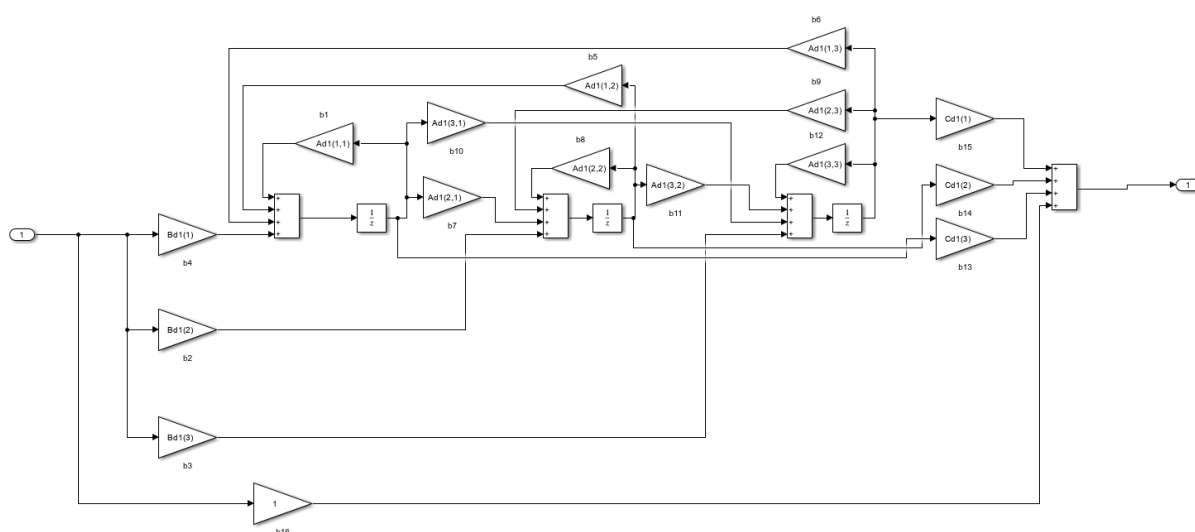 b6
Ad1(1,3)
b5
Ad1(1,2)
b9
Ad1(2,3)
b1
Ad1(3,1)
Cd1(1)
b12
b10
b8
b15
Ad1(1,1)
Ad1(3,3)
Ad1(2,2)
Ad1(3,2)
Cd1(2)
Ad1(2,1)
+
+
+
+
1
z
b7
+
+
+
+
1
z
b11
+
+
+
+
1
z
b14
+
+
+
+
1
1
Bd1(1)
b4
Cd1(3)
b13
Bd1(2)
b2
Bd1(3)
b3
1
b16